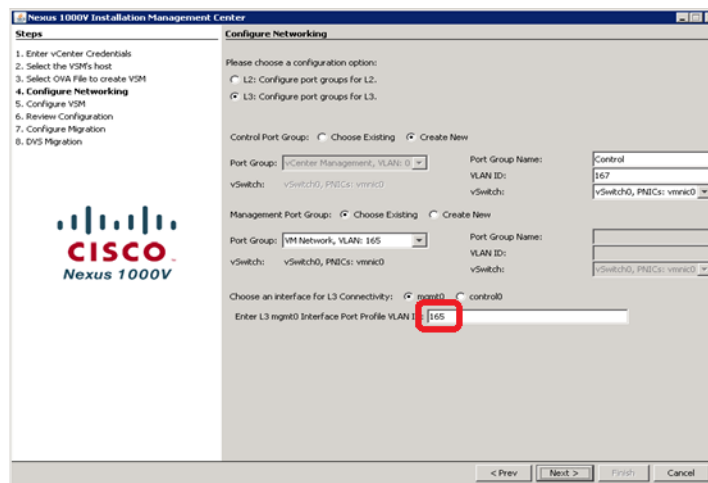 Nexus 1000V Installation Management Center
Steps
1. Enter vCenter Credentials
2. Select the VSM's host
3. Select OVA File to create VSM
4. Configure Networking
5. Configure VSM
6. Review Configuration
7. Configure Migration
8. DVS Migration
CISCO
Nexus 1000V
Configure Networking
Please choose a configuration option:
L2: Configure port groups for L2.
L3: Configure port groups for L3.
Control Port Group: Choose Existing Create New
Port Group: vCenter Management, VLAN: 0
vSwitch: vSwitch0, PNICs: vmnic0
Port Group Name: Control
VLAN ID: 167
vSwitch: vSwitch0, PNICs: vmnic0
Management Port Group: Choose Existing Create New
Port Group: VM Network, VLAN: 165
vSwitch: vSwitch0, PNICs: vmnic0
Port Group Name:
VLAN ID:
vSwitch: vSwitch0, PNICs: vmnic0
Choose an interface for L3 Connectivity: mgmt0 control0
Enter L3 mgmt0 Interface Port Profile VLAN I: 165
< Prev Next > Finish Cancel